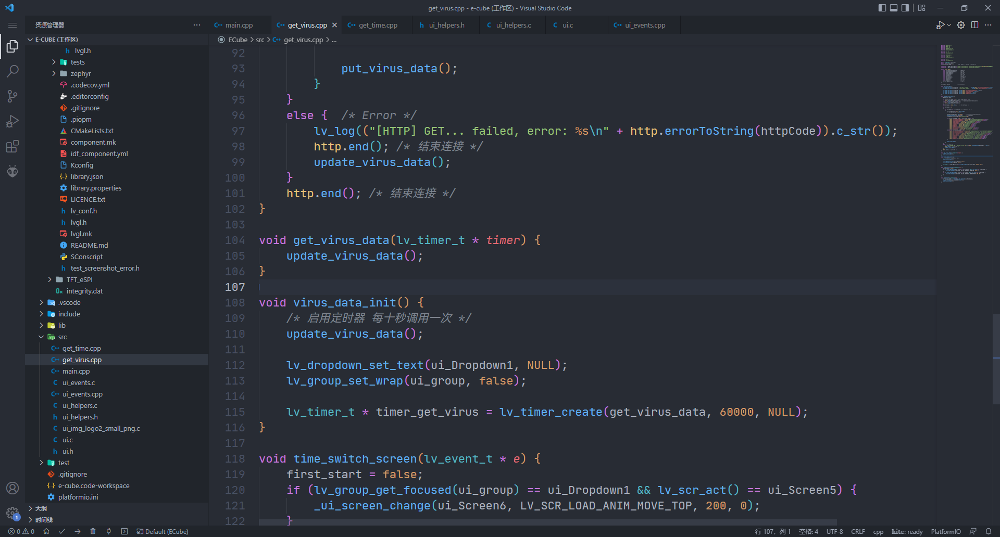 get_virus.cpp - e-cube (工作区) - Visual Studio Code
资源管理器
main.cpp
get_virus.cpp
get_time.cpp
ui_helpers.h
ui_helpers.c
ui.c
ui_events.cpp
E-CUBE (工作区)
ECube > src > get_virus.cpp > ...
lvgl.h
tests
zephyr
.codecov.yml
.editorconfig
.gitignore
.piopm
CMakeLists.txt
component.mk
idf_component.yml
Kconfig
library.json
library.properties
LICENCE.txt
lv_conf.h
lvgl.h
lvgl.mk
README.md
SConscript
test_screenshot_error.h
TFT_eSPI
integrity.dat
.vscode
include
lib
src
get_time.cpp
get_virus.cpp
main.cpp
ui_events.c
ui_events.cpp
ui_helpers.c
ui_helpers.h
ui_img_logo2_small_png.c
ui.c
ui.h
test
.gitignore
e-cube.code-workspace
platformio.ini
大纲
时间线
92
93 put_virus_data();
94 }
95 }
96 else { /* Error */
97 lv_log(("[HTTP] GET... failed, error: %s\n" + http.errorToString(httpCode)).c_str());
98 http.end(); /* 结束连接 */
99 update_virus_data();
100 }
101 http.end(); /* 结束连接 */
102 }
103
104 void get_virus_data(lv_timer_t * timer) {
105 update_virus_data();
106 }
107
108 void virus_data_init() {
109 /* 启用定时器 每十秒调用一次 */
110 update_virus_data();
111
112 lv_dropdown_set_text(ui_Dropdown1, NULL);
113 lv_group_set_wrap(ui_group, false);
114
115 lv_timer_t * timer_get_virus = lv_timer_create(get_virus_data, 60000, NULL);
116 }
117
118 void time_switch_screen(lv_event_t * e) {
119 first_start = false;
120 if (lv_group_get_focused(ui_group) == ui_Dropdown1 && lv_scr_act() == ui_Screen5) {
121 _ui_screen_change(ui_Screen6, LV_SCR_LOAD_ANIM_MOVE_TOP, 200, 0);
122 }
1
0 0 Default (ECube)
行 107，列 1 空格: 4 UTF-8 CRLF cpp kite: ready PlatformIO